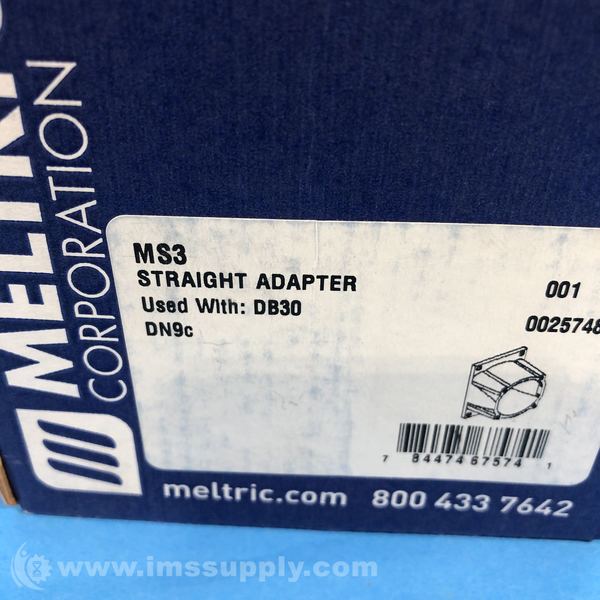 MELTRIC
CORPORATION
MS3
STRAIGHT ADAPTER
Used With: DB30
DN9c
001
0025748
7 84474 67574 1
meltric.com 800 433 7642
www.imssupply.com